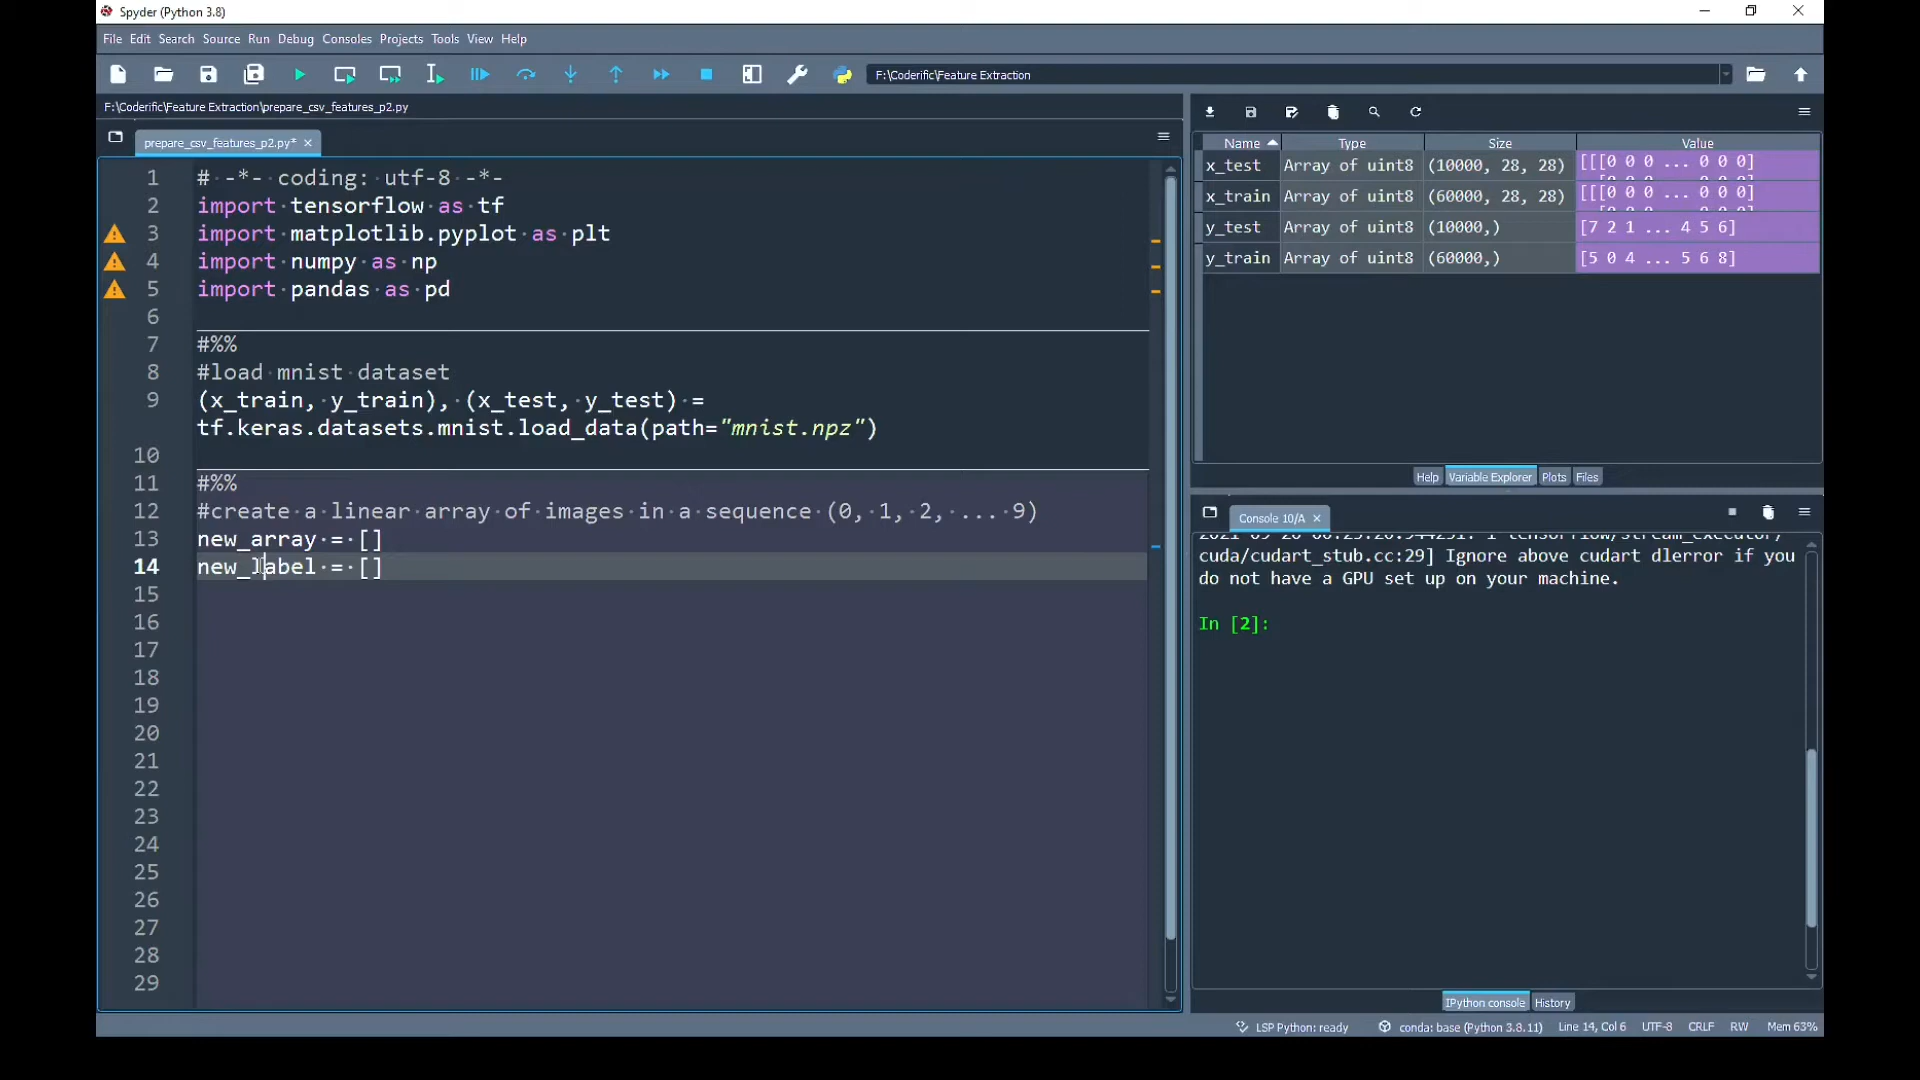 Spyder (Python 3.8)
File Edit Search Source Run Debug Consoles Projects Tools View Help
F:\Coderific\Feature Extraction
F:\Coderific\Feature Extraction\prepare_csv_features_p2.py
prepare_csv_features_p2.py*
1 # -*- coding: utf-8 -*-
2 import tensorflow as tf
3 import matplotlib.pyplot as plt
4 import numpy as np
5 import pandas as pd
6
7 #%%
8 #load mnist dataset
9 (x_train, y_train), (x_test, y_test) =
tf.keras.datasets.mnist.load_data(path="mnist.npz")
10
11 #%%
12 #create a linear array of images in a sequence (0, 1, 2, ... 9)
13 new_array = []
14 new_label = []
15
16
17
18
19
20
21
22
23
24
25
26
27
28
29
Name Type Size Value
x_test Array of uint8 (10000, 28, 28) [[[0 0 0 ... 0 0 0]
x_train Array of uint8 (60000, 28, 28) [[[0 0 0 ... 0 0 0]
y_test Array of uint8 (10000,) [7 2 1 ... 4 5 6]
y_train Array of uint8 (60000,) [5 0 4 ... 5 6 8]
Help Variable Explorer Plots Files
Console 10/A
cuda/cudart_stub.cc:29] Ignore above cudart dlerror if you
do not have a GPU set up on your machine.
In [2]:
IPython console History
LSP Python: ready conda: base (Python 3.8.11) Line 14, Col 6 UTF-8 CRLF RW Mem 63%